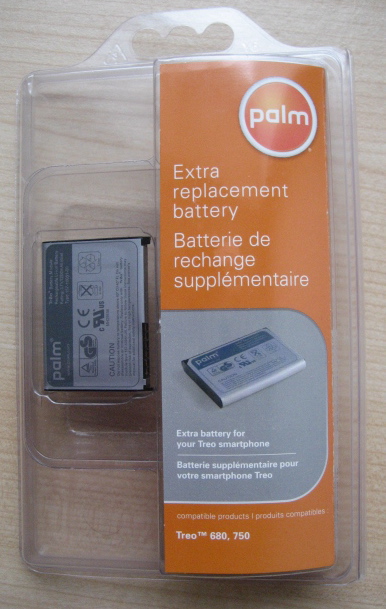 palm
Extra
replacement
battery
Batterie de
rechange
supplémentaire
Extra battery for
your Treo smartphone
Batterie supplémentaire pour
votre smartphone Treo
compatible products | produits compatibles
Treo™ 680, 750
palm
CAUTION